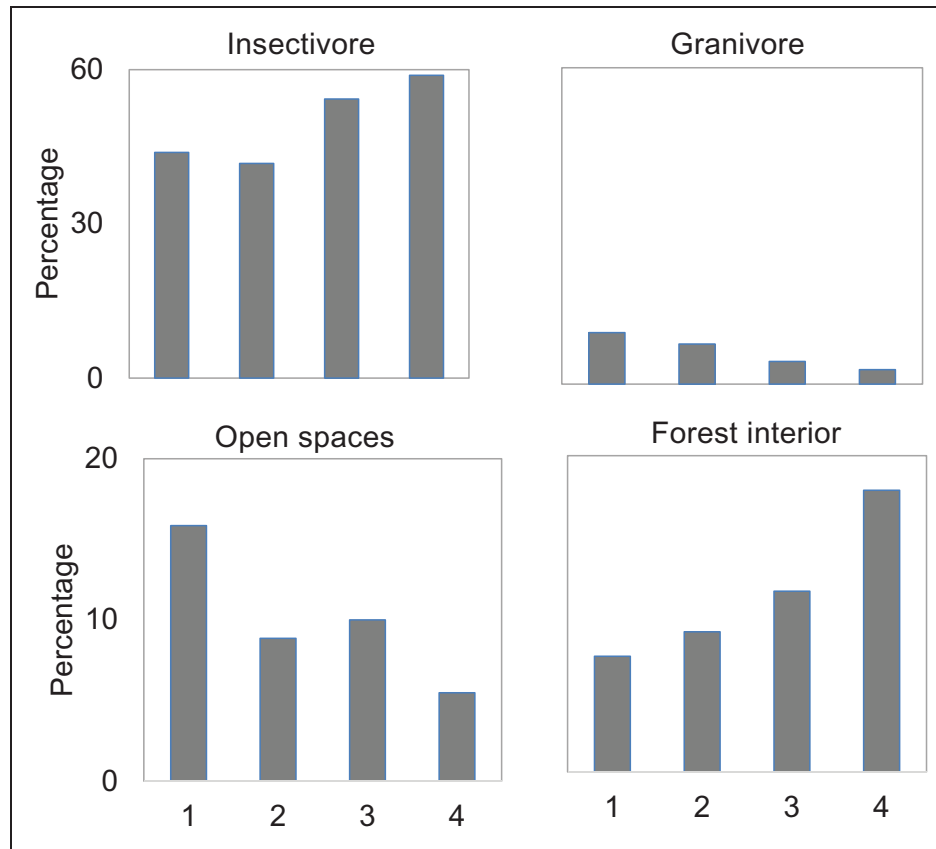 Insectivore
Granivore
60
30
0
Percentage
Open spaces
Forest interior
20
10
0
Percentage
1 2 3 4
1 2 3 4